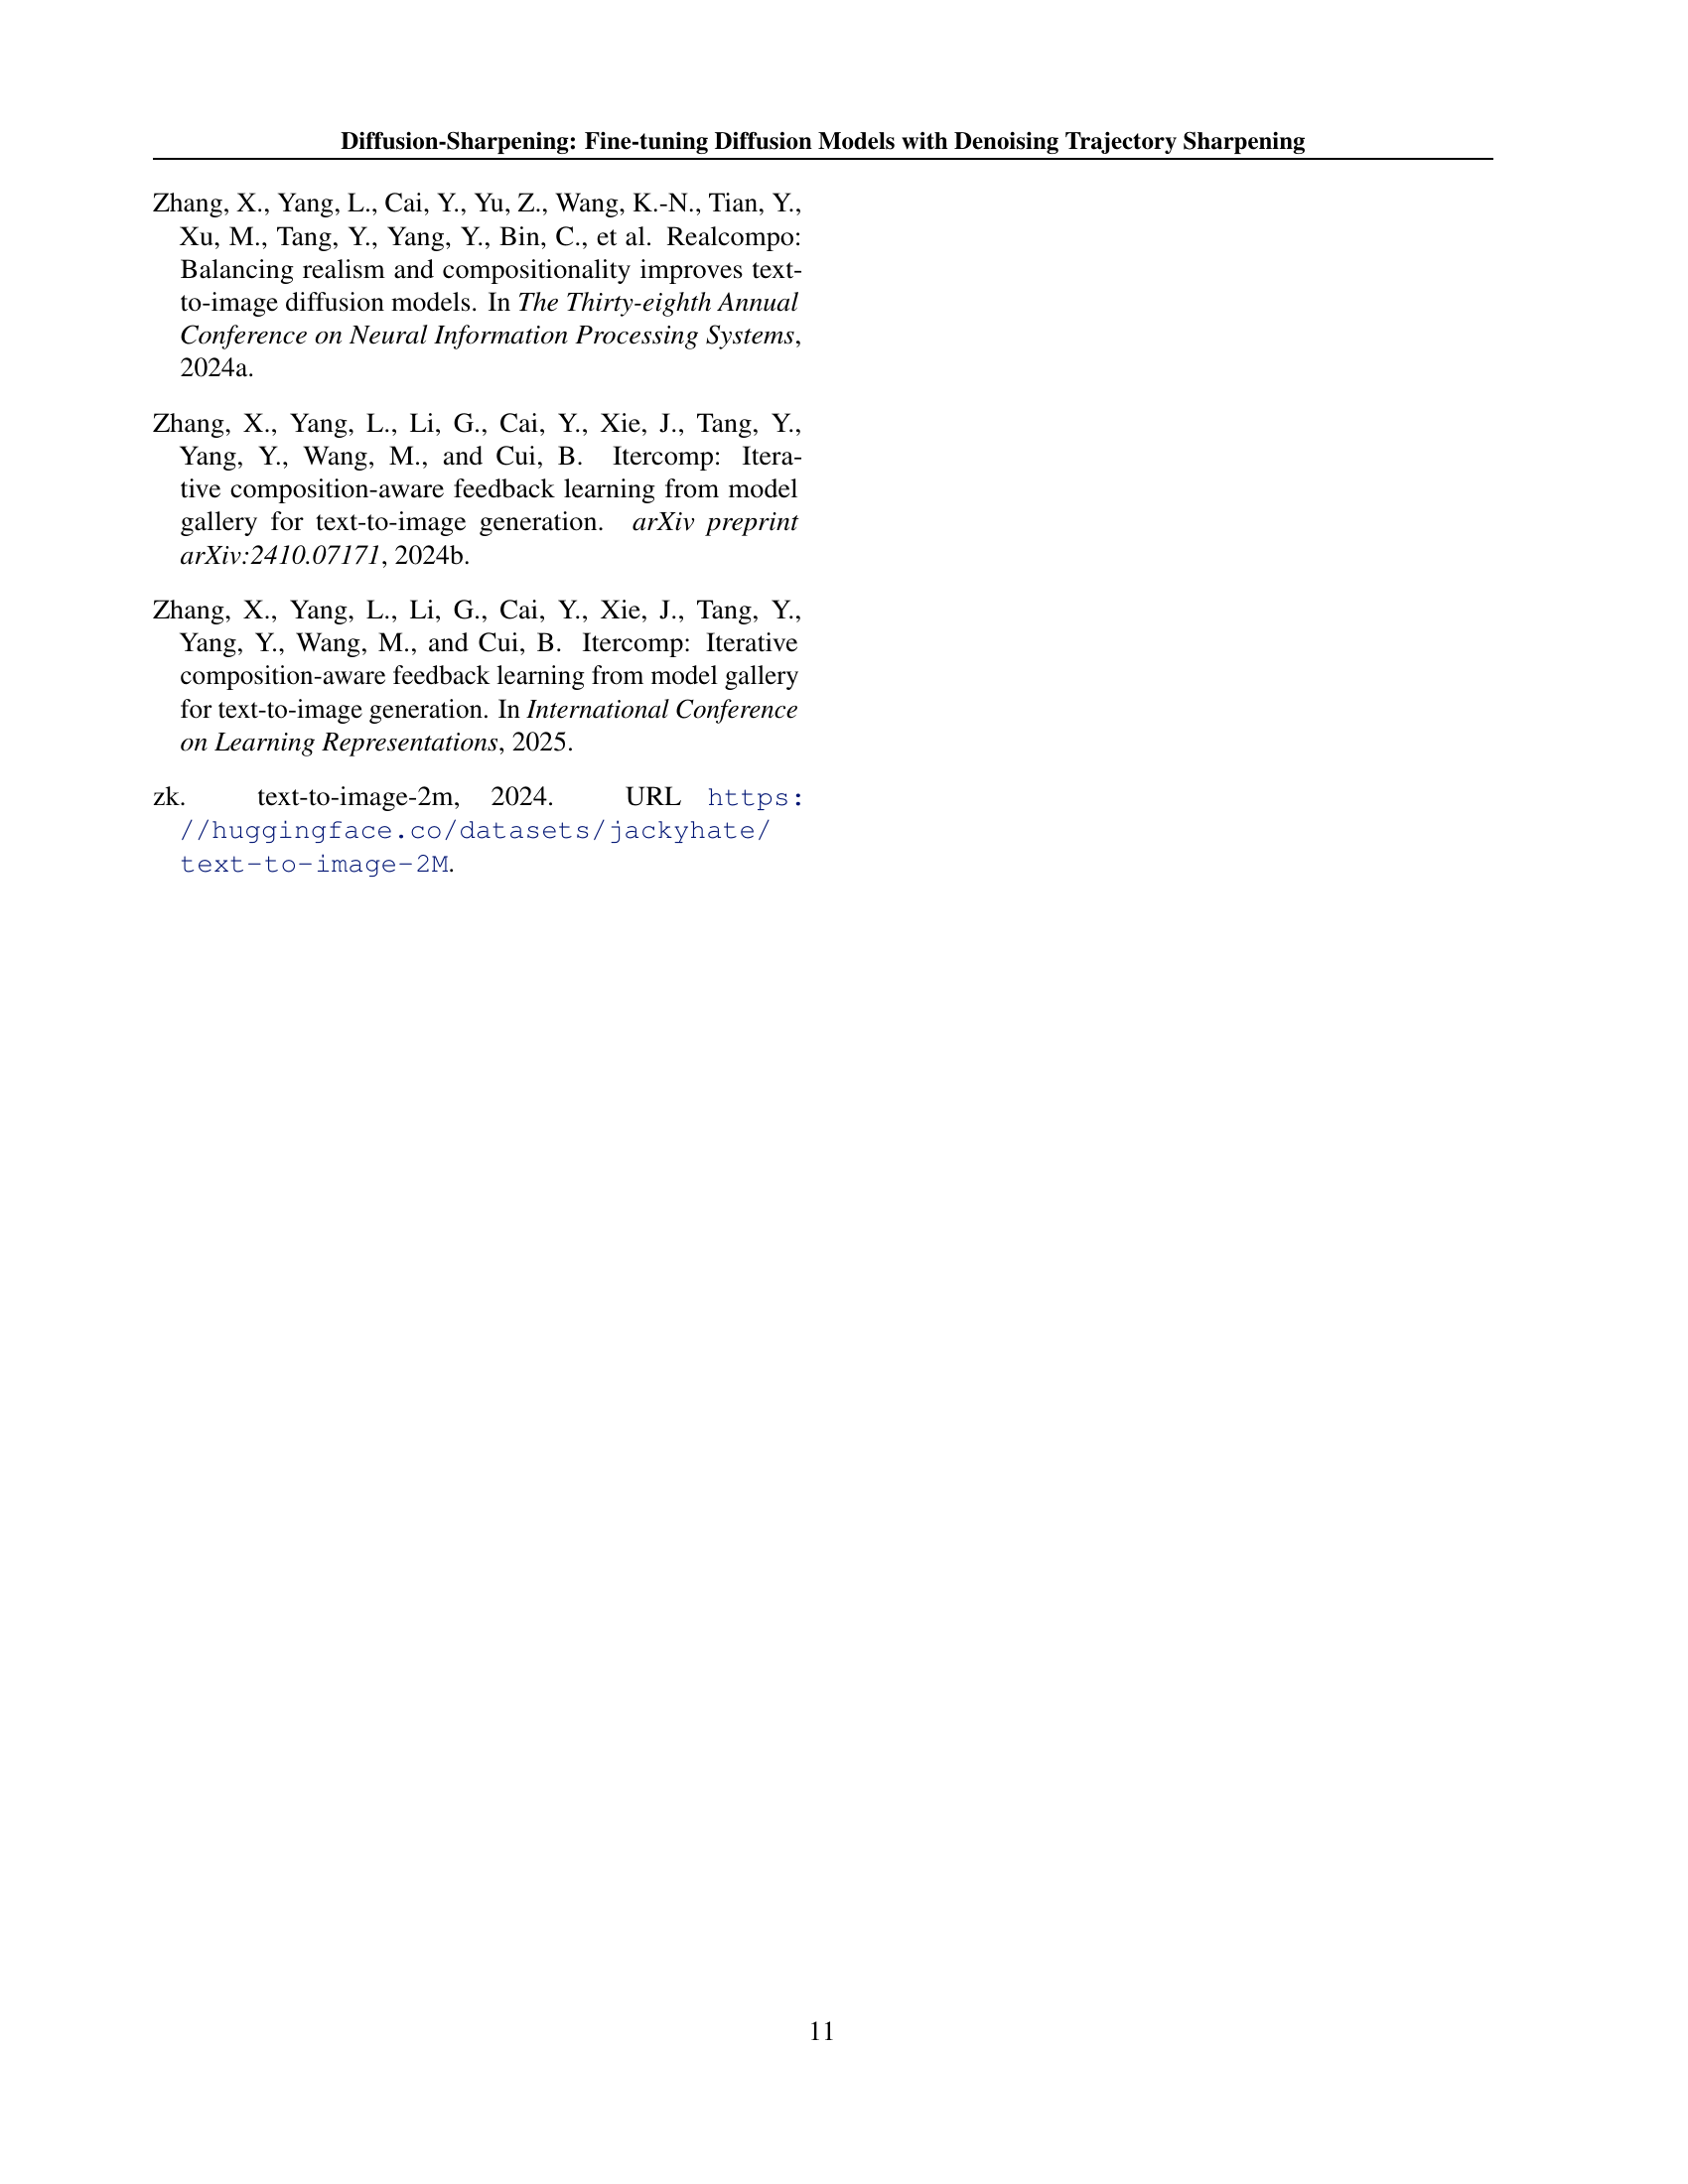 Diffusion-Sharpening: Fine-tuning Diffusion Models with Denoising Trajectory Sharpening
Zhang, X., Yang, L., Cai, Y., Yu, Z., Wang, K.-N., Tian, Y.,
Xu, M., Tang, Y., Yang, Y., Bin, C., et al. Realcompo:
Balancing realism and compositionality improves text-
to-image diffusion models. In The Thirty-eighth Annual
Conference on Neural Information Processing Systems,
2024a.
Zhang, X., Yang, L., Li, G., Cai, Y., Xie, J., Tang, Y.,
Yang, Y., Wang, M., and Cui, B. Itercomp: Itera-
tive composition-aware feedback learning from model
gallery for text-to-image generation. arXiv preprint
arXiv:2410.07171, 2024b.
Zhang, X., Yang, L., Li, G., Cai, Y., Xie, J., Tang, Y.,
Yang, Y., Wang, M., and Cui, B. Itercomp: Iterative
composition-aware feedback learning from model gallery
for text-to-image generation. In International Conference
on Learning Representations, 2025.
zk. text-to-image-2m, 2024. URL https:
//huggingface.co/datasets/jackyhate/
text-to-image-2M.
11